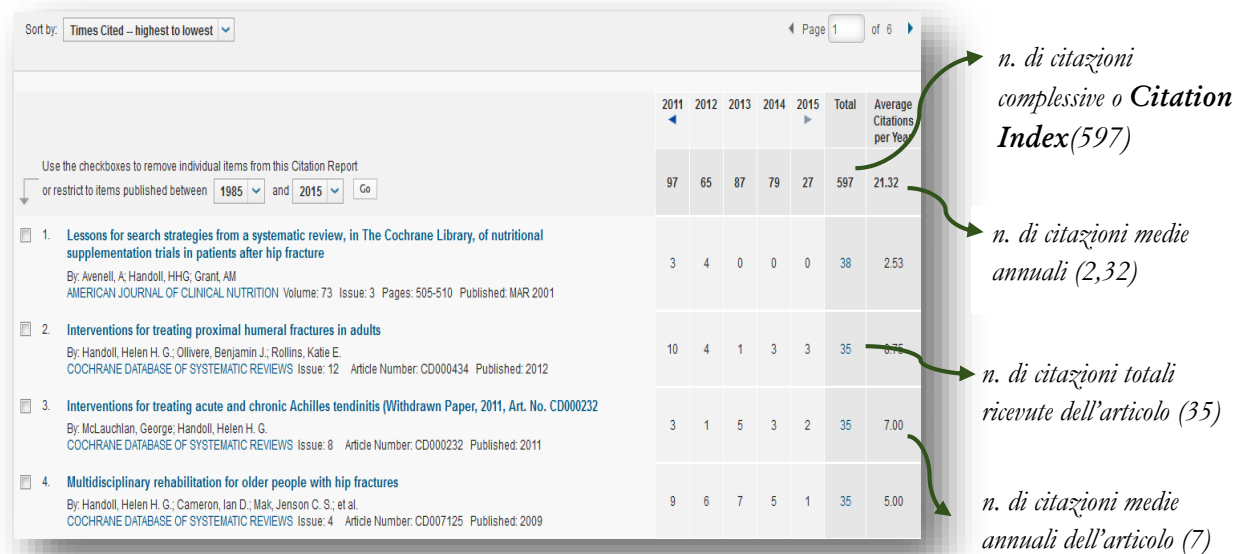 Sort by: Times Cited -- highest to lowest
Page 1 of 6
2011 2012 2013 2014 2015 Total Average
Citations
per Year
Use the checkboxes to remove individual items from this Citation Report
or restrict to items published between 1985 and 2015 Go
97 65 87 79 27 597 21.32
1. Lessons for search strategies from a systematic review, in The Cochrane Library, of nutritional
supplementation trials in patients after hip fracture
By: Avenell, A; Handoll, HHG; Grant, AM
AMERICAN JOURNAL OF CLINICAL NUTRITION Volume: 73 Issue: 3 Pages: 505-510 Published: MAR 2001
3 4 0 0 0 38 2.53
2. Interventions for treating proximal humeral fractures in adults
By: Handoll, Helen H. G.; Ollivere, Benjamin J.; Rollins, Katie E.
COCHRANE DATABASE OF SYSTEMATIC REVIEWS Issue: 12 Article Number: CD000434 Published: 2012
10 4 1 3 3 35
3. Interventions for treating acute and chronic Achilles tendinitis (Withdrawn Paper, 2011, Art. No. CD000232
By: McLauchlan, George; Handoll, Helen H. G.
COCHRANE DATABASE OF SYSTEMATIC REVIEWS Issue: 8 Article Number: CD000232 Published: 2011
3 1 5 3 2 35 7.00
4. Multidisciplinary rehabilitation for older people with hip fractures
By: Handoll, Helen H. G.; Cameron, Ian D.; Mak, Jenson C. S.; et al.
COCHRANE DATABASE OF SYSTEMATIC REVIEWS Issue: 4 Article Number: CD007125 Published: 2009
9 6 7 5 1 35 5.00
n. di citazioni
complessive o Citation
Index(597)
n. di citazioni medie
annuali (2,32)
n. di citazioni totali
ricevute dell'articolo (35)
n. di citazioni medie
annuali dell'articolo (7)